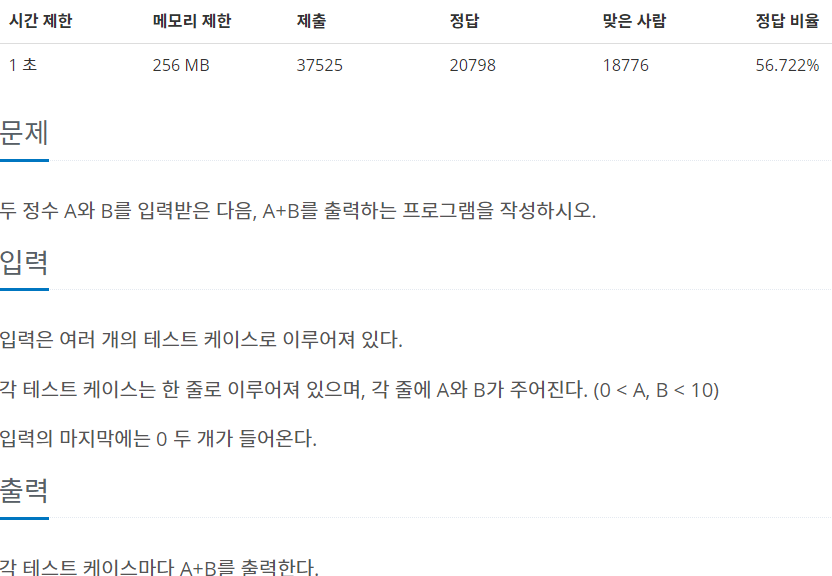 시간 제한 메모리 제한 제출 정답 맞은 사람 정답 비율
1 초 256 MB 37525 20798 18776 56.722%
문제
두 정수 A와 B를 입력받은 다음, A+B를 출력하는 프로그램을 작성하시오.
입력
입력은 여러 개의 테스트 케이스로 이루어져 있다.
각 테스트 케이스는 한 줄로 이루어져 있으며, 각 줄에 A와 B가 주어진다. (0 < A, B < 10)
입력의 마지막에는 0 두 개가 들어온다.
출력
각 테스트 케이스마다 A+B를 출력한다.